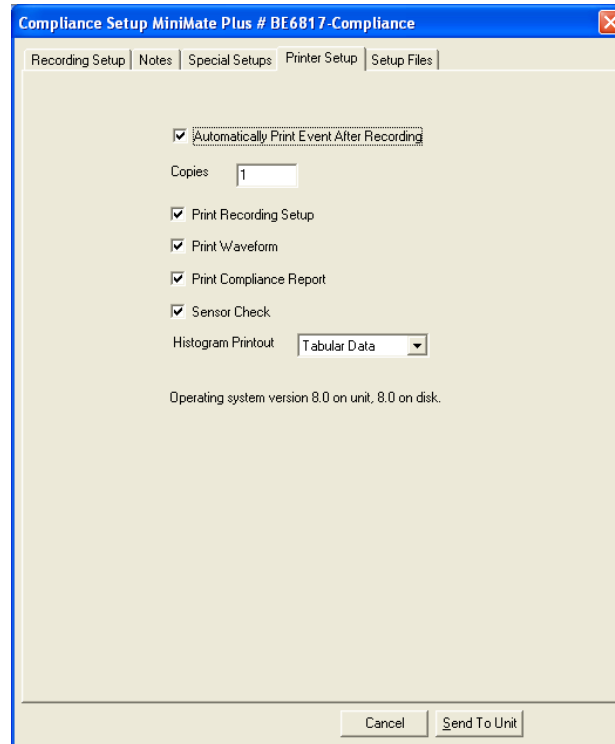 Compliance Setup MiniMate Plus # BE6817-Compliance
Recording Setup Notes Special Setups Printer Setup Setup Files
Automatically Print Event After Recording
Copies 1
Print Recording Setup
Print Waveform
Print Compliance Report
Sensor Check
Histogram Printout Tabular Data
Operating system version 8.0 on unit, 8.0 on disk.
Cancel Send To Unit